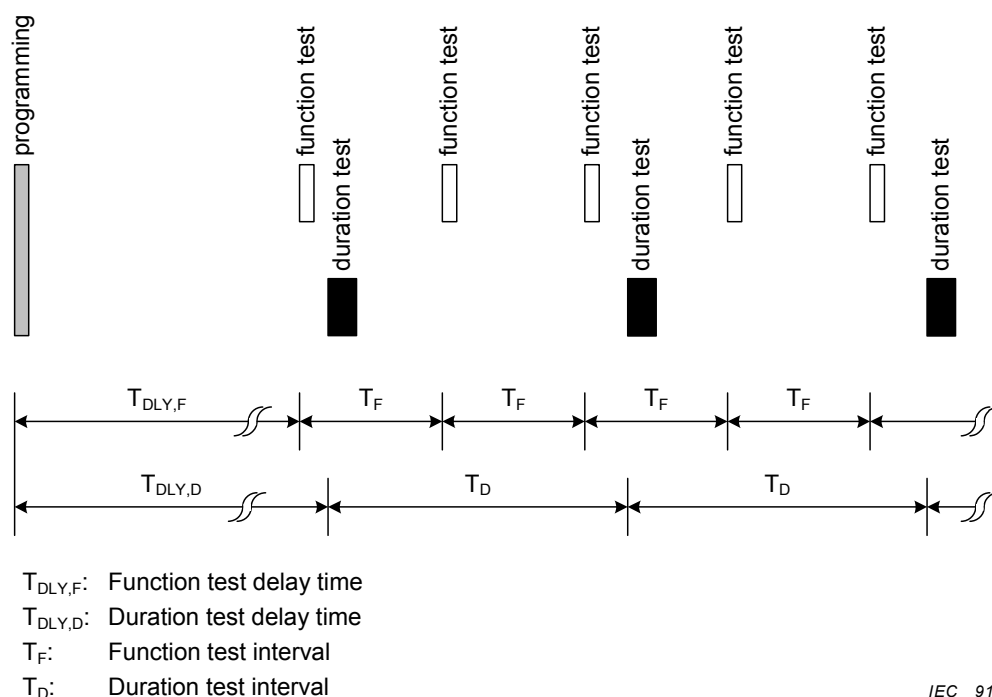 programming
function test
function test
function test
function test
function test
duration test
duration test
duration test
T_DLY,F
T_F
T_F
T_F
T_F
T_DLY,D
T_D
T_D
T_DLY,F: Function test delay time
T_DLY,D: Duration test delay time
T_F: Function test interval
T_D: Duration test interval
IEC 91